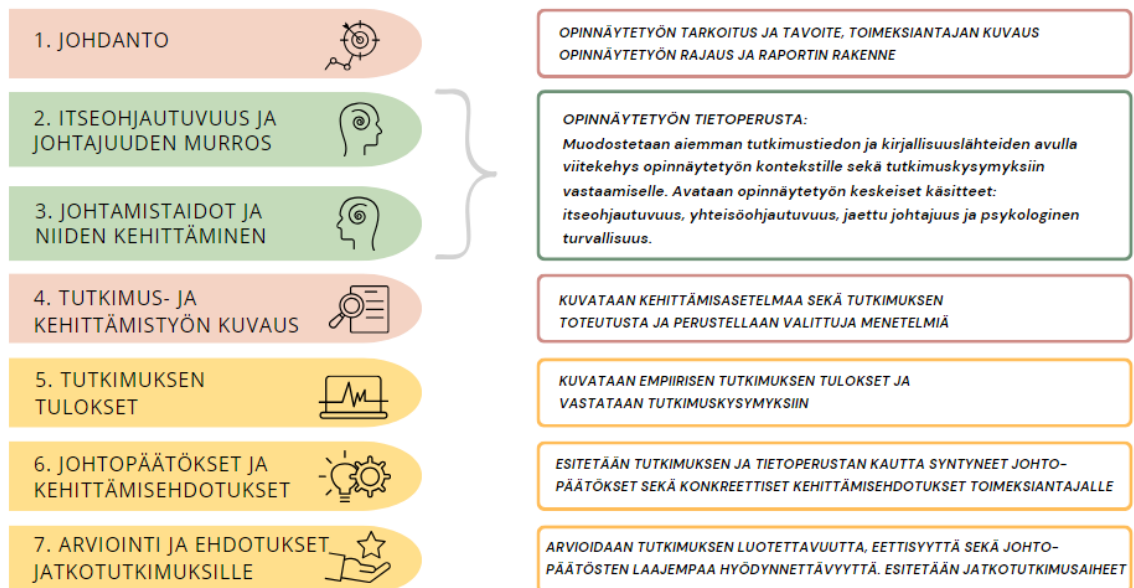 1. JOHDANTO
OPINNÄYTETYÖN TARKOITUS JA TAVOITE, TOIMEKSIANTAJAN KUVAUS
OPINNÄYTETYÖN RAJAUS JA RAPORTIN RAKENNE
2. ITSEOHJAUTUVUUS JA
JOHTAJUUDEN MURROS
3. JOHTAMISTAIDOT JA
NIIDEN KEHITTÄMINEN
OPINNÄYTETYÖN TIETOPERUSTA:
Muodostetaan aiemman tutkimustiedon ja kirjallisuuslähteiden avulla
viitekehys opinnäytetyön kontekstille sekä tutkimuskysymyksiin
vastaamiselle. Avataan opinnäytetyön keskeiset käsitteet:
itseohjautuvuus, yhteisöohjautuvuus, jaettu johtajuus ja psykologinen
turvallisuus.
4. TUTKIMUS- JA
KEHITTÄMISTYÖN KUVAUS
KUVATAAN KEHITTÄMISASETELMAA SEKÄ TUTKIMUKSEN
TOTEUTUSTA JA PERUSTELLAAN VALITTUJA MENETELMIÄ
5. TUTKIMUKSEN
TULOKSET
KUVATAAN EMPIIRISEN TUTKIMUKSEN TULOKSET JA
VASTATAAN TUTKIMUSKYSYMYKSIIN
6. JOHTOPÄÄTÖKSET JA
KEHITTÄMISEHDOTUKSET
ESITETÄÄN TUTKIMUKSEN JA TIETOPERUSTAN KAUTTA SYNTYNEET JOHTO-
PÄÄTÖKSET SEKÄ KONKREETTISET KEHITTÄMISEHDOTUKSET TOIMEKSIANTAJALLE
7. ARVIOINTI JA EHDOTUKSET
JATKOTUTKIMUKSILLE
ARVIOIDAAN TUTKIMUKSEN LUOTETTAVUUTTA, EETTISYYTTÄ SEKÄ JOHTO-
PÄÄTÖSTEN LAAJEMPAA HYÖDYNNETTÄVYYTTÄ. ESITETÄÄN JATKOTUTKIMUSAIHEET